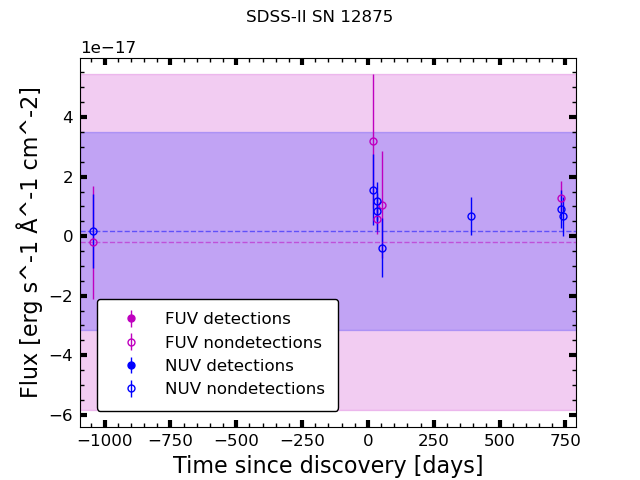 SDSS-II SN 12875
1e−17
4
2
0
−2
−4
−6
Flux [erg s^-1 Å^-1 cm^-2]
FUV detections
FUV nondetections
NUV detections
NUV nondetections
−1000 −750 −500 −250 0 250 500 750
Time since discovery [days]